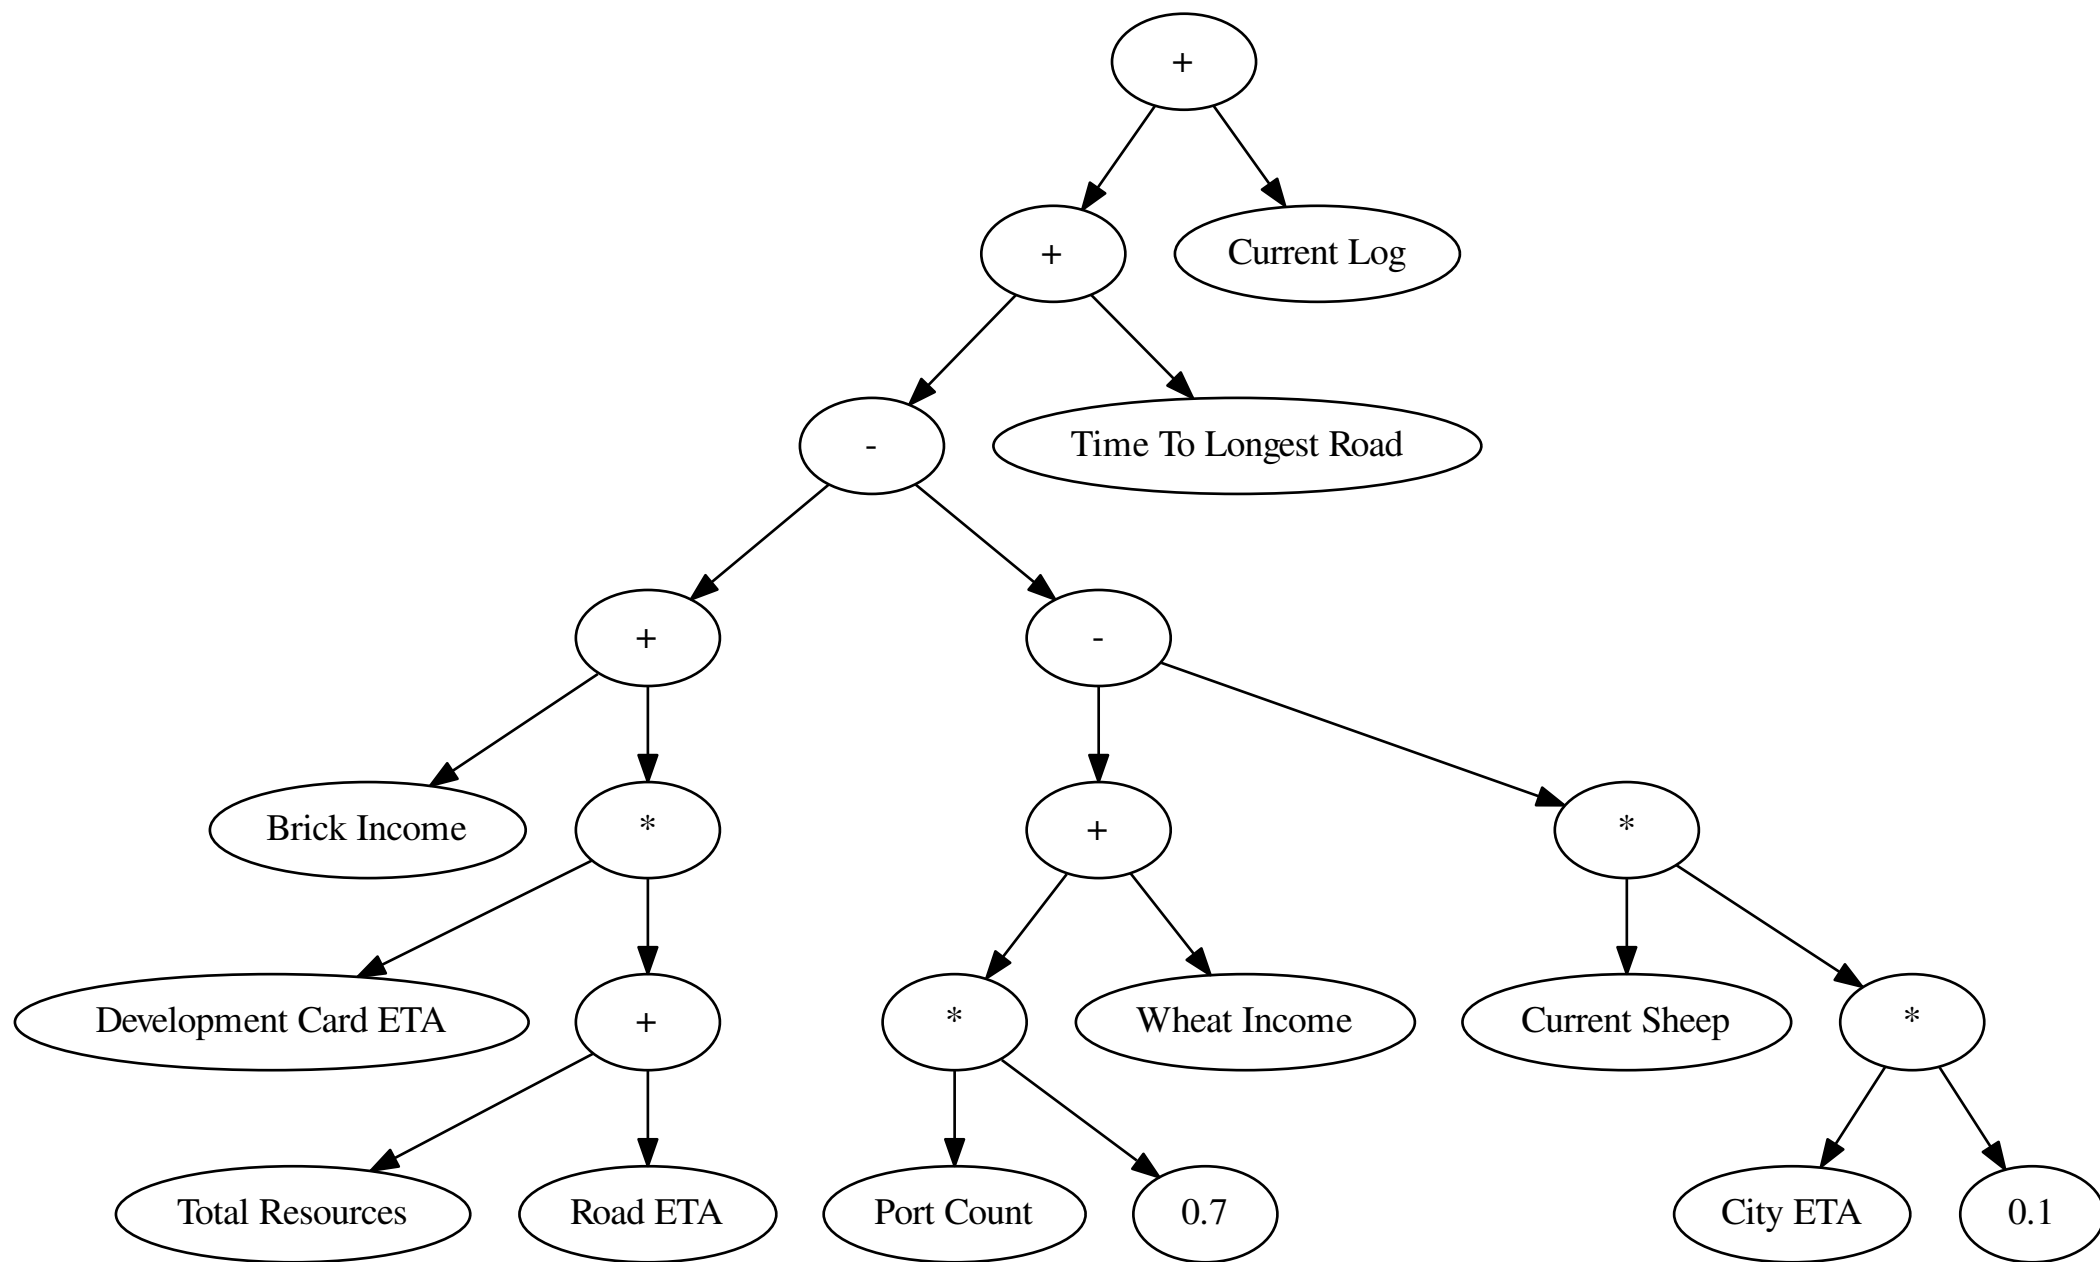 +
+
Current Log
-
Time To Longest Road
+
-
Brick Income
*
+
*
Development Card ETA
+
*
Wheat Income
Current Sheep
*
Total Resources
Road ETA
Port Count
0.7
City ETA
0.1